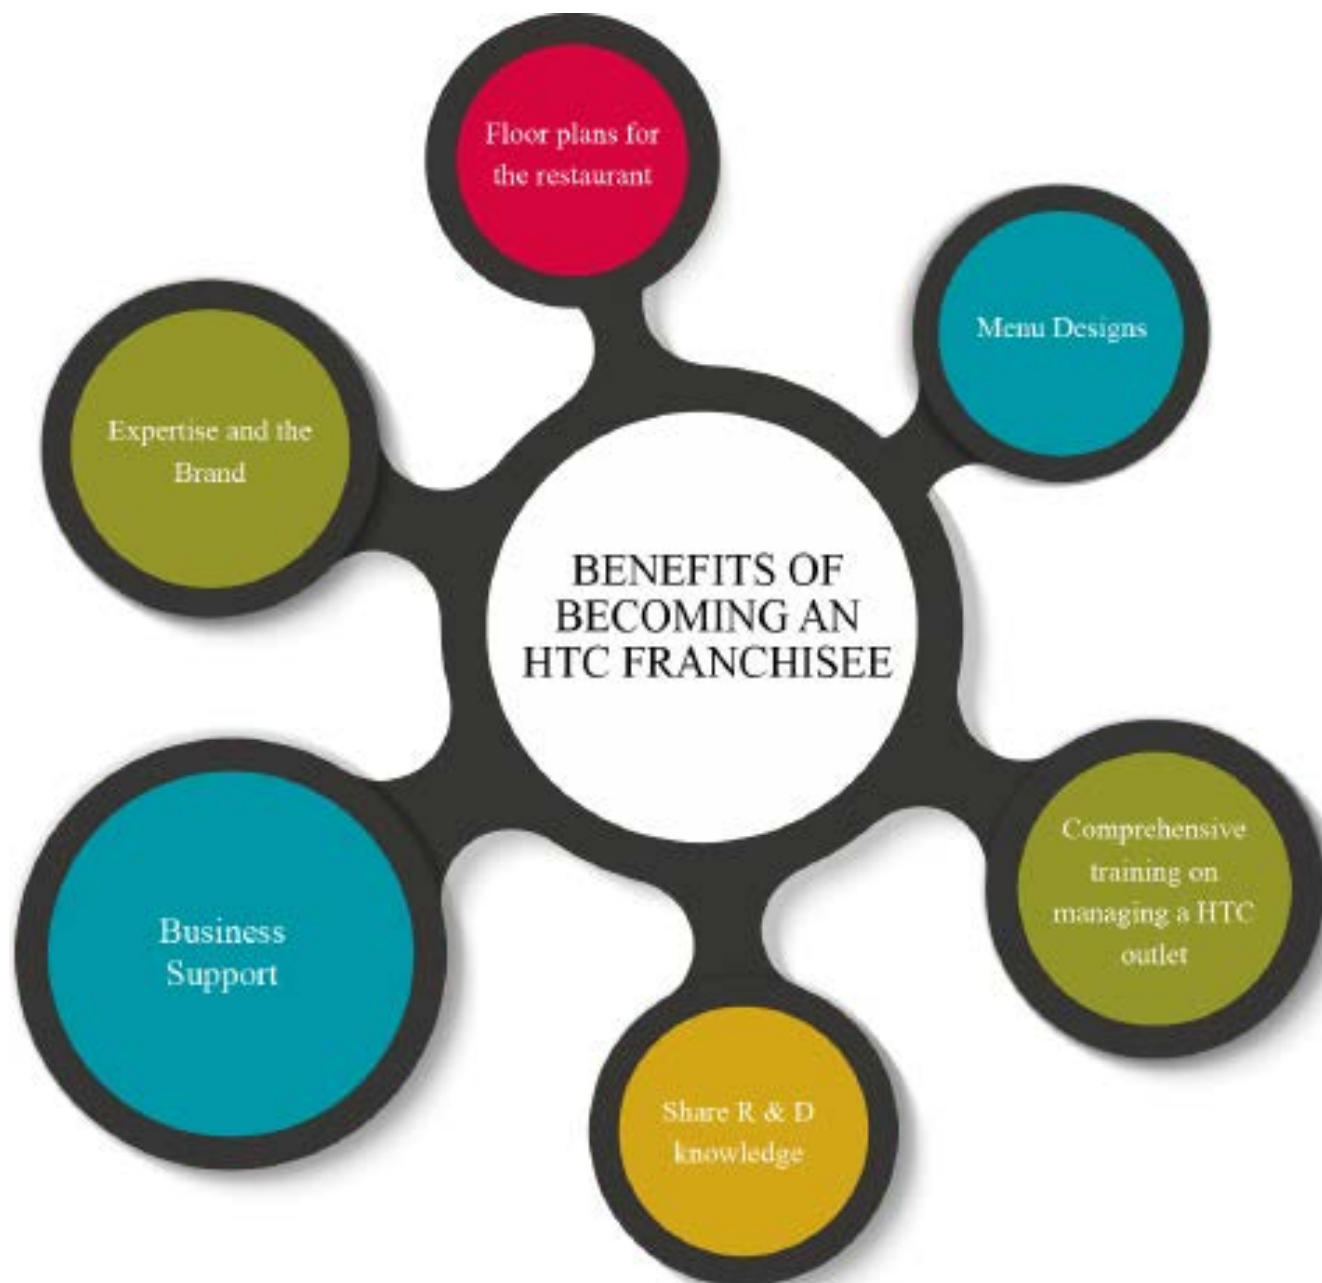 Floor plans for
the restaurant
Menu Designs
Expertise and the
Brand
BENEFITS OF
BECOMING AN
HTC FRANCHISEE
Comprehensive
training on
managing a HTC
outlet
Business
Support
Share R & D
knowledge